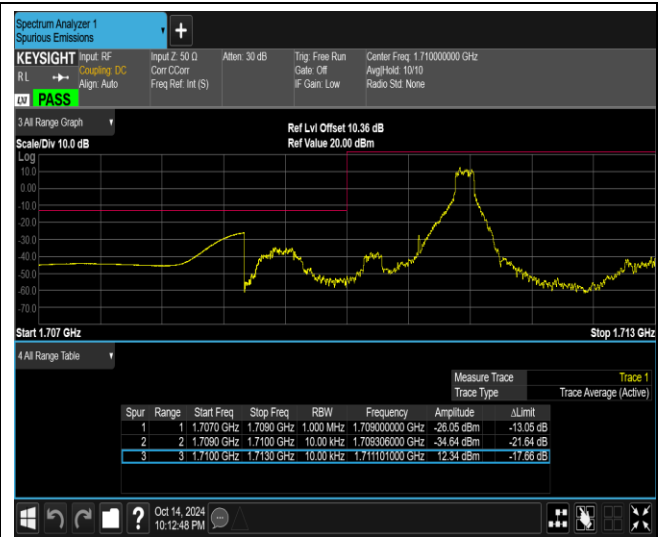 Spectrum Analyzer 1
Spurious Emissions
+
KEYSIGHT Input: RF Input Z: 50 Ω Atten: 30 dB Trig: Free Run Center Freq: 1.710000000 GHz
RL Coupling: DC Corr CCorr Gate: Off Avg|Hold: 10/10
Align: Auto Freq Ref: Int (S) IF Gain: Low Radio Std: None
LXI PASS
3 All Range Graph
Ref Lvl Offset 10.36 dB
Scale/Div 10.0 dB Ref Value 20.00 dBm
Log
10.0
0.00
-10.0
-20.0
-30.0
-40.0
-50.0
-60.0
-70.0
Start 1.707 GHz Stop 1.713 GHz
4 All Range Table
Measure Trace Trace 1
Trace Type Trace Average (Active)
Spur Range Start Freq Stop Freq RBW Frequency Amplitude ΔLimit
1 1 1.7070 GHz 1.7090 GHz 1.000 MHz 1.709000000 GHz -26.05 dBm -13.05 dB
2 2 1.7090 GHz 1.7100 GHz 10.00 kHz 1.709306000 GHz -34.64 dBm -21.64 dB
3 3 1.7100 GHz 1.7130 GHz 10.00 kHz 1.711101000 GHz 12.34 dBm -17.66 dB
? Oct 14, 2024
10:12:48 PM